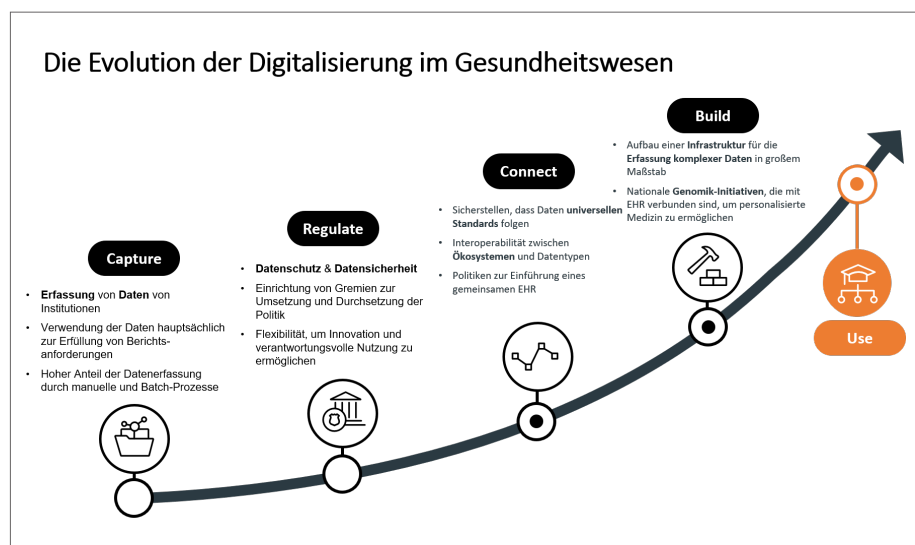 Die Evolution der Digitalisierung im Gesundheitswesen
Capture
• Erfassung von Daten von
Institutionen
• Verwendung der Daten hauptsächlich
zur Erfüllung von Berichts-
anforderungen
• Hoher Anteil der Datenerfassung
durch manuelle und Batch-Prozesse
Regulate
• Datenschutz & Datensicherheit
• Einrichtung von Gremien zur
Umsetzung und Durchsetzung der
Politik
• Flexibilität, um Innovation und
verantwortungsvolle Nutzung zu
ermöglichen
Connect
• Sicherstellen, dass Daten universellen
Standards folgen
• Interoperabilität zwischen
Ökosystemen und Datentypen
• Politiken zur Einführung eines
gemeinsamen EHR
Build
• Aufbau einer Infrastruktur für die
Erfassung komplexer Daten in großem
Maßstab
• Nationale Genomik-Initiativen, die mit
EHR verbunden sind, um personalisierte
Medizin zu ermöglichen
Use